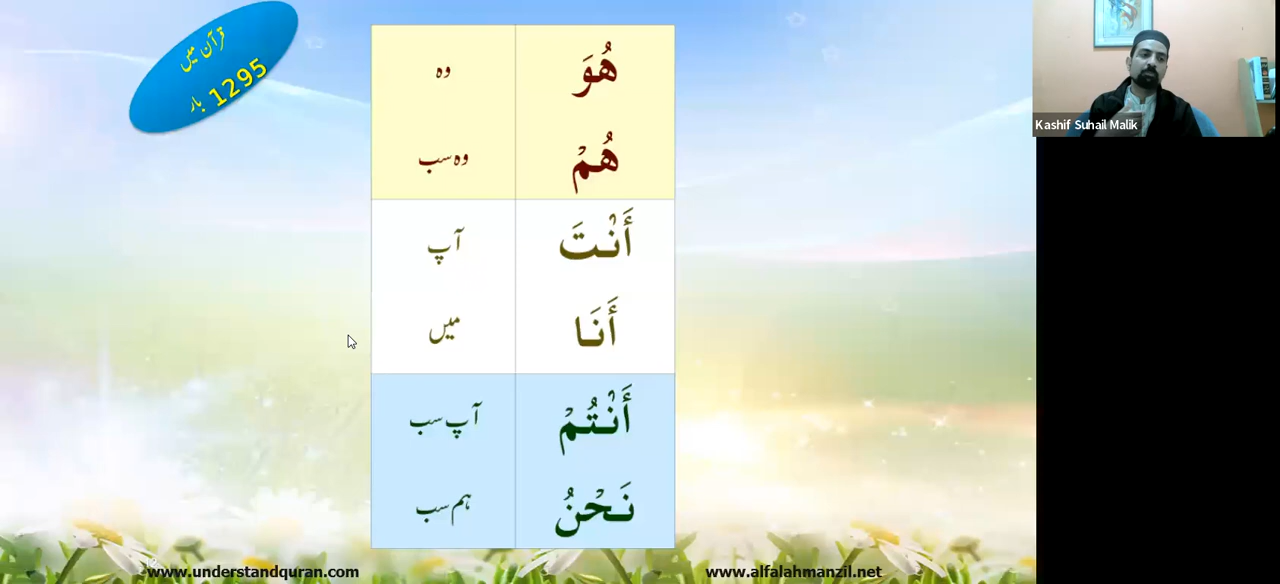 قرآن میں
1295 بار
هُوَ وہ
هُمْ وہ سب
أَنْتَ آپ
أَنَا میں
أَنْتُمْ آپ سب
نَحْنُ ہم سب
www.understandquran.com
www.alfalahmanzil.net
Kashif Suhail Malik